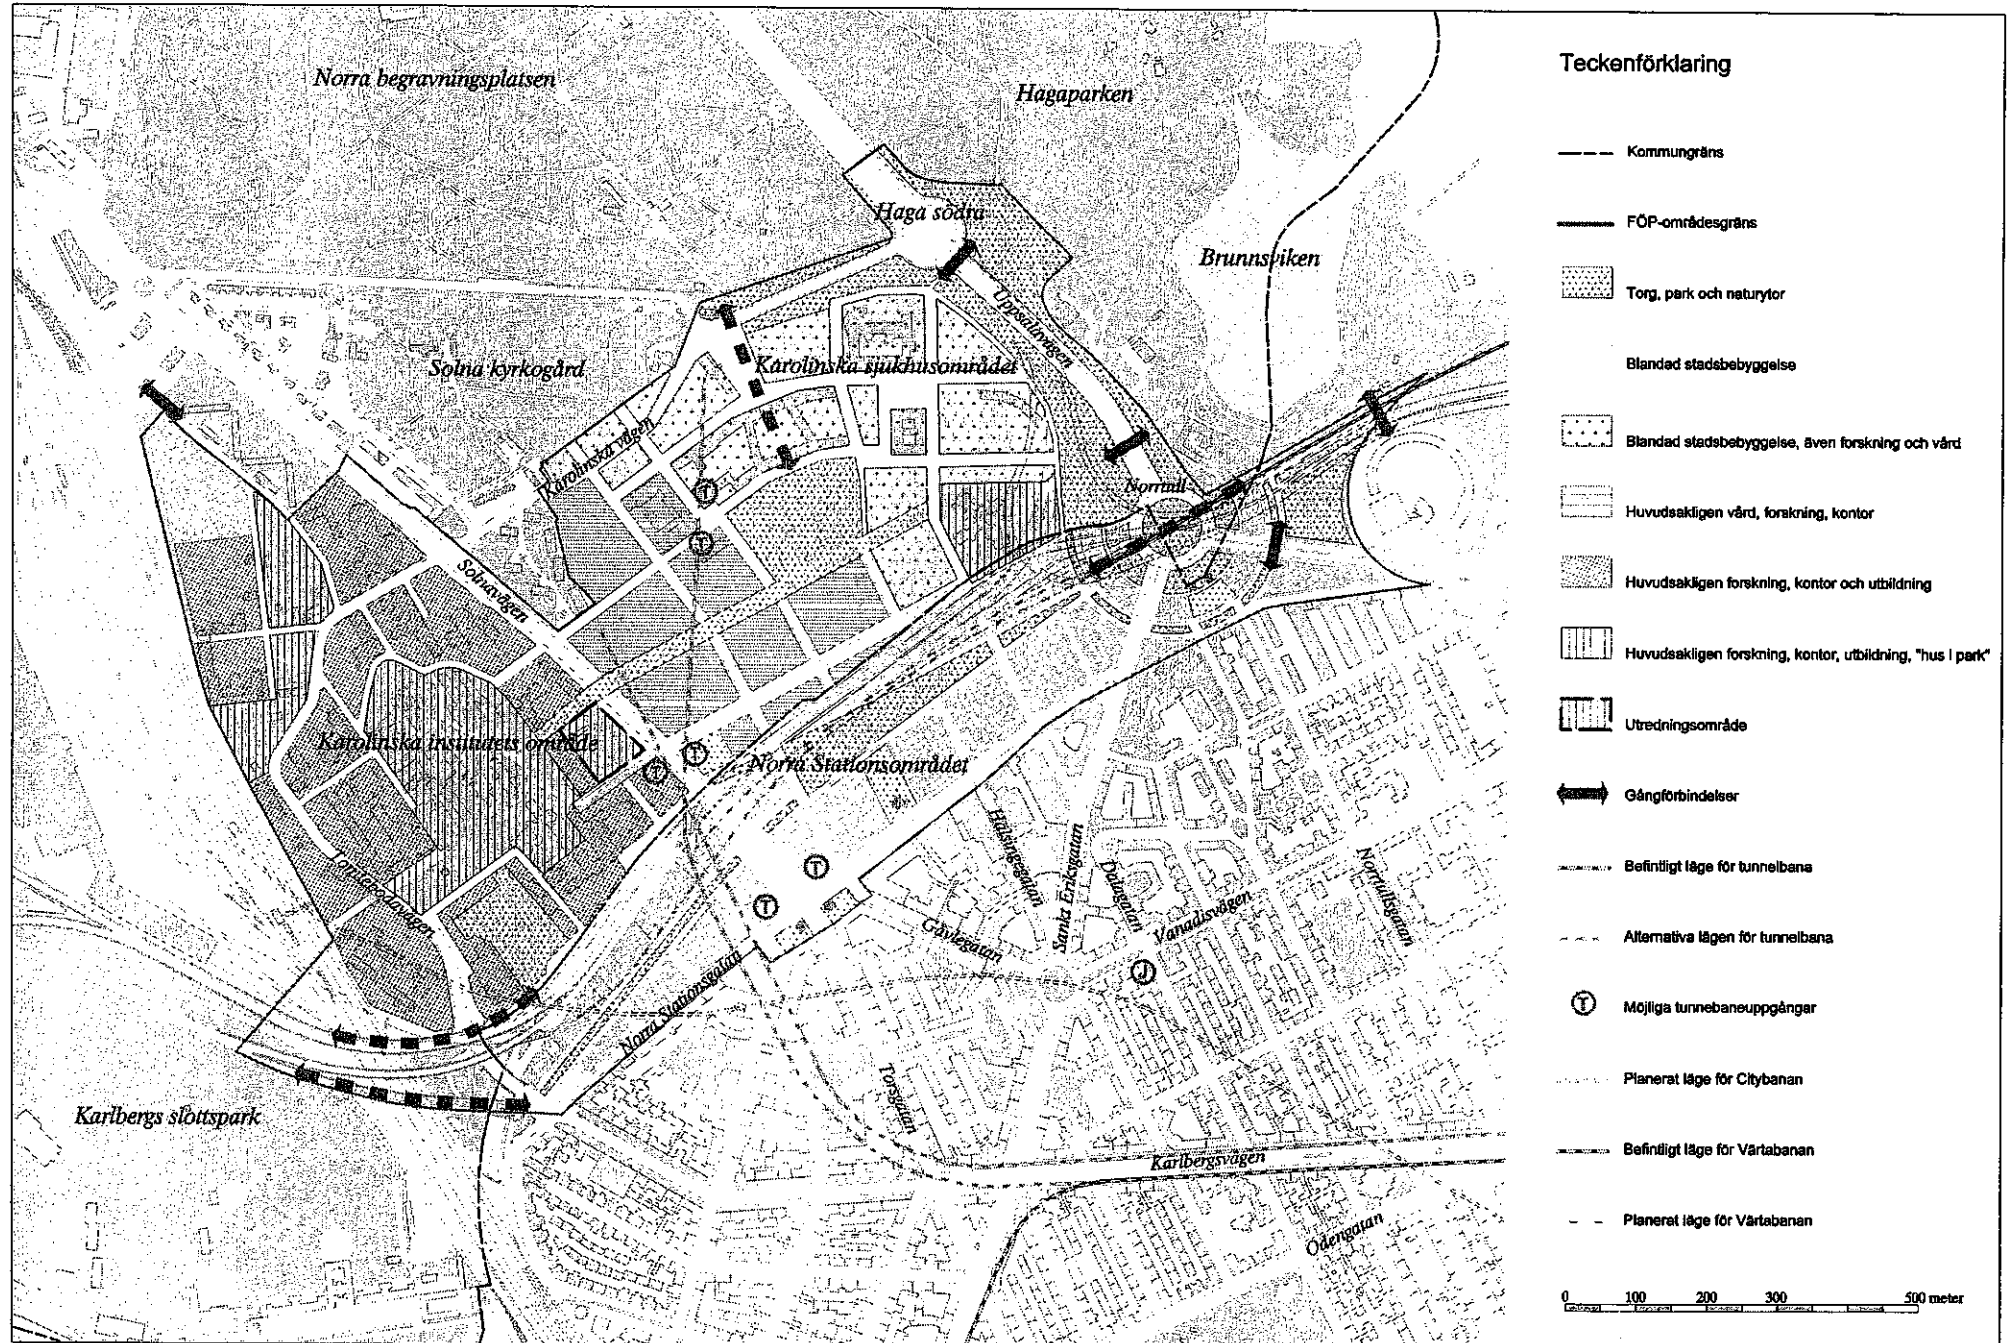 Norra begravningsplatsen
Hagaparken
Haga södra
Brunnsviken
Uppsalavägen
Solna kyrkogård
Karolinska sjukhusområdet
Karolinska vägen
Norrtull
Solnavägen
Karolinska institutets område
Norra Stationsområdet
Tomtebodavägen
Hälsingegatan
Sankt Eriksgatan
Dalagatan
Vanadisvägen
Norrtullsgatan
Gävlegatan
Norra Stationsgatan
Torsgatan
Karlbergs slottspark
Karlbergsvägen
Odengatan
T
T
T
T
T
T
J
Teckenförklaring
Kommungräns
FÖP-områdesgräns
Torg, park och naturytor
Blandad stadsbebyggelse
Blandad stadsbebyggelse, även forskning och vård
Huvudsakligen vård, forskning, kontor
Huvudsakligen forskning, kontor och utbildning
Huvudsakligen forskning, kontor, utbildning, "hus i park"
Utredningsområde
Gångförbindelser
Befintligt läge för tunnelbana
Alternativa lägen för tunnelbana
T Möjliga tunnelbaneuppgångar
Planerat läge för Citybanan
Befintligt läge för Värtabanan
Planerat läge för Värtabanan
0 100 200 300 500 meter